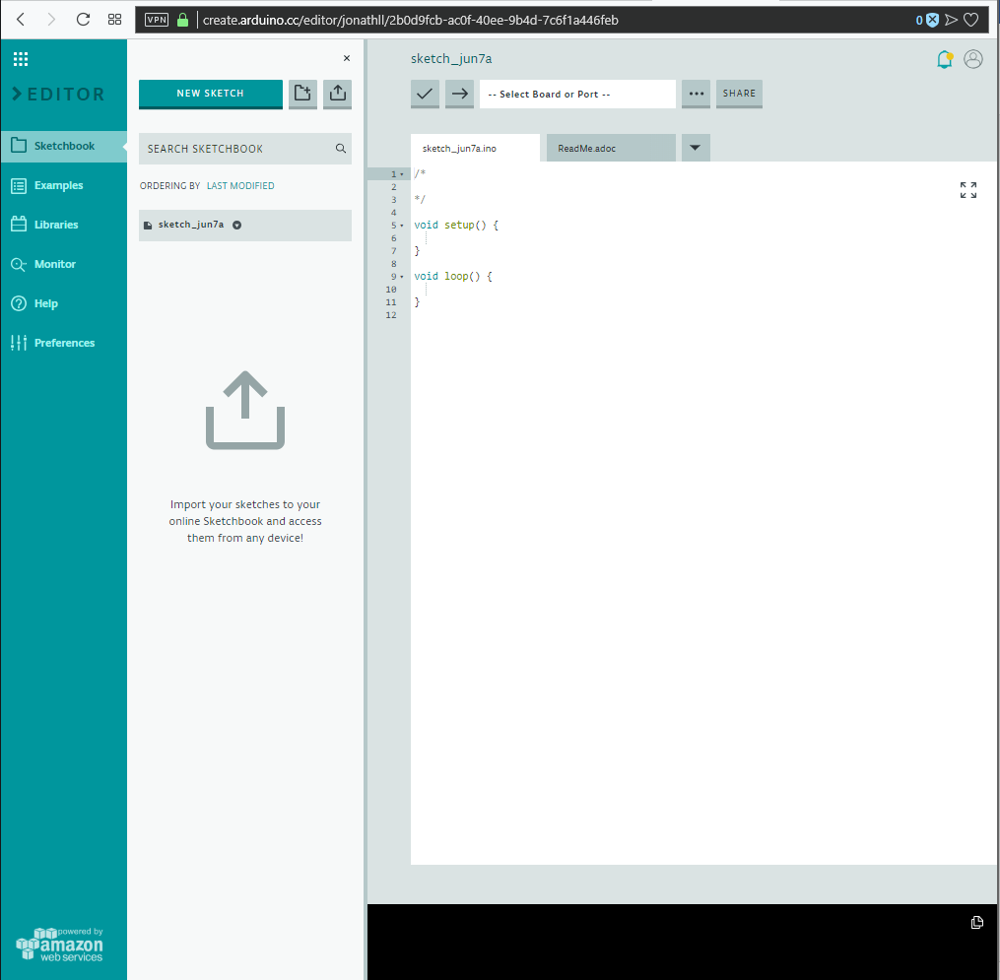 VPN create.arduino.cc/editor/jonathll/2b0d9fcb-ac0f-40ee-9b4d-7c6f1a446feb 0
EDITOR
Sketchbook
Examples
Libraries
Monitor
Help
Preferences
powered by
amazon
web services
NEW SKETCH
SEARCH SKETCHBOOK
ORDERING BY LAST MODIFIED
sketch_jun7a
Import your sketches to your
online Sketchbook and access
them from any device!
sketch_jun7a
-- Select Board or Port -- ••• SHARE
sketch_jun7a.ino ReadMe.adoc
1 /*
2
3 */
4
5 void setup() {
6
7 }
8
9 void loop() {
10
11 }
12